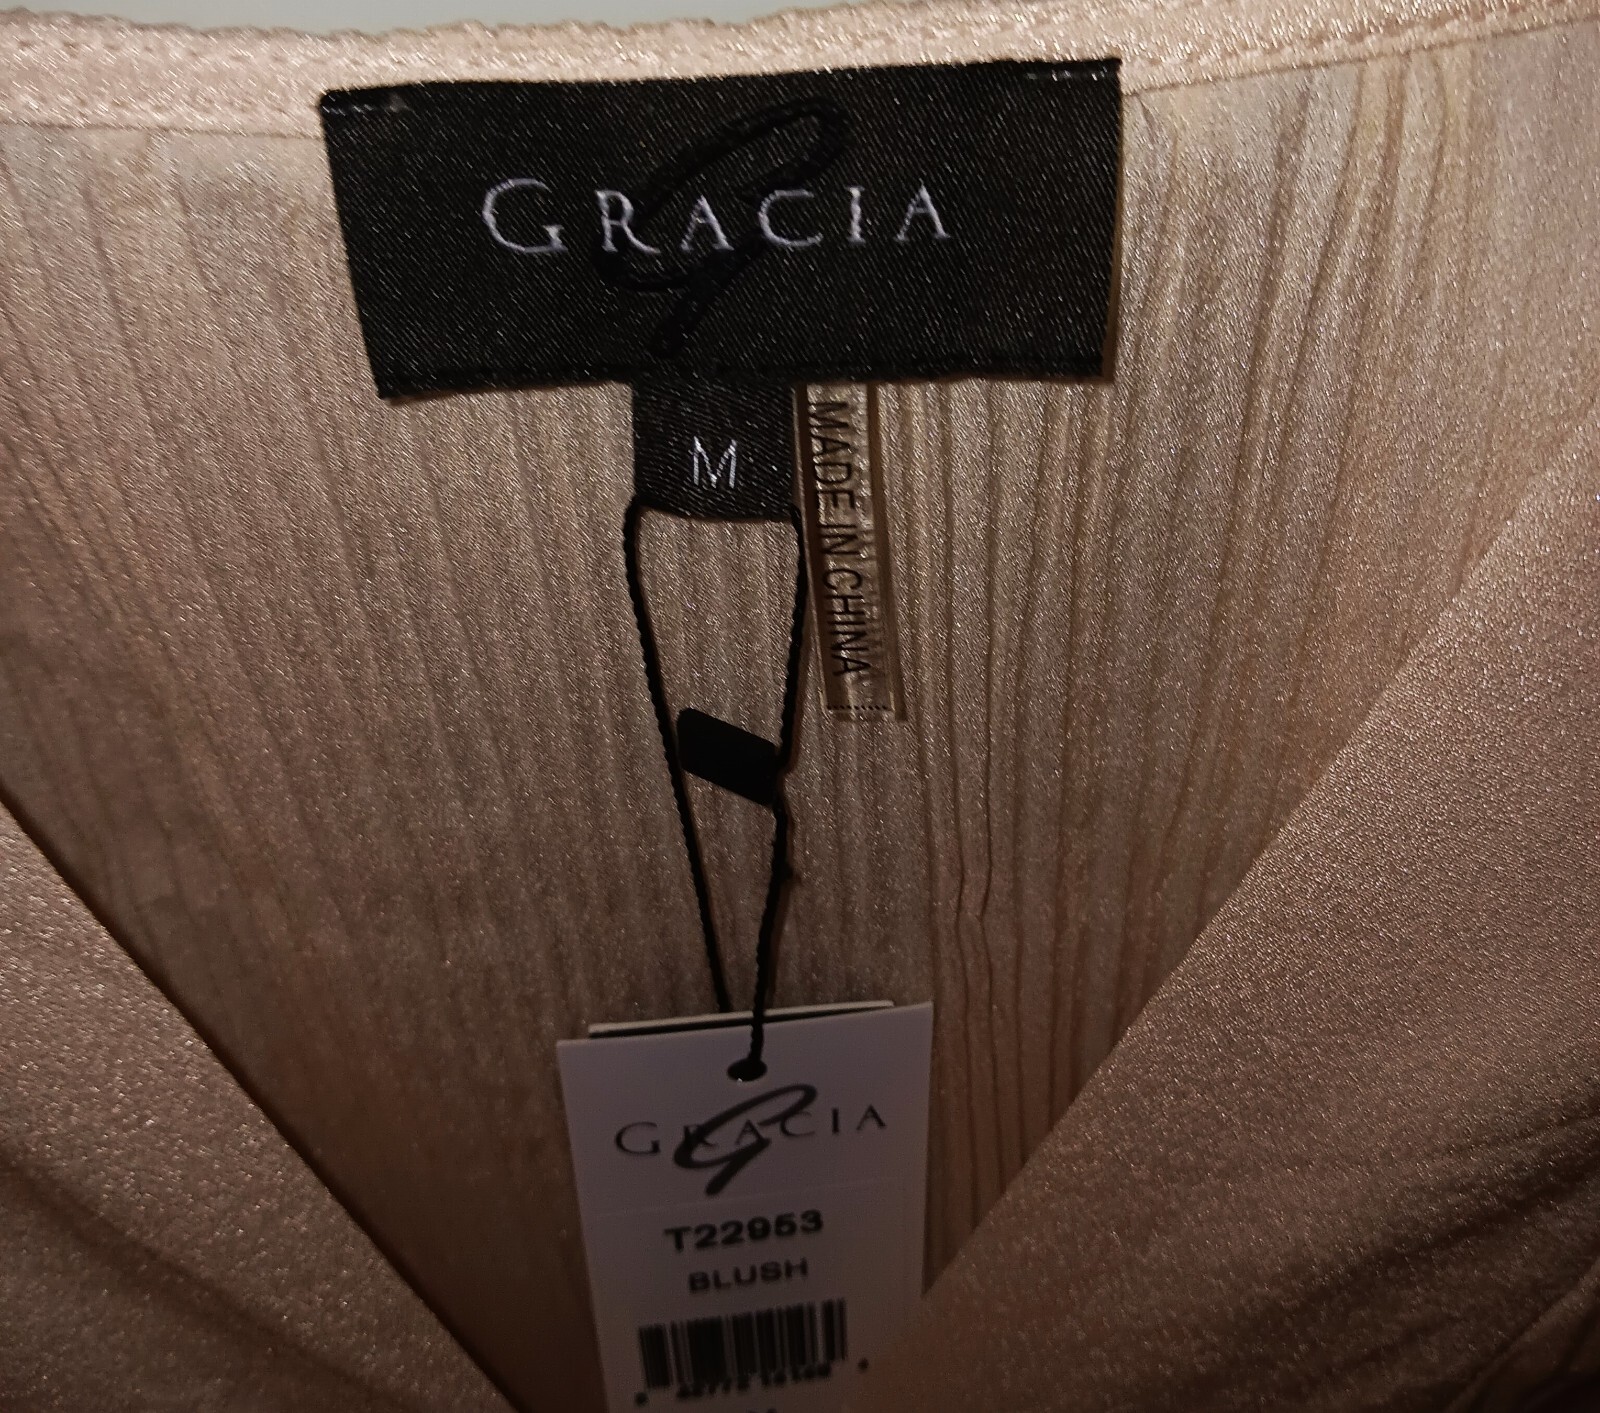 GRACIA
M
MADE IN CHINA
GRACIA
T22953
BLUSH